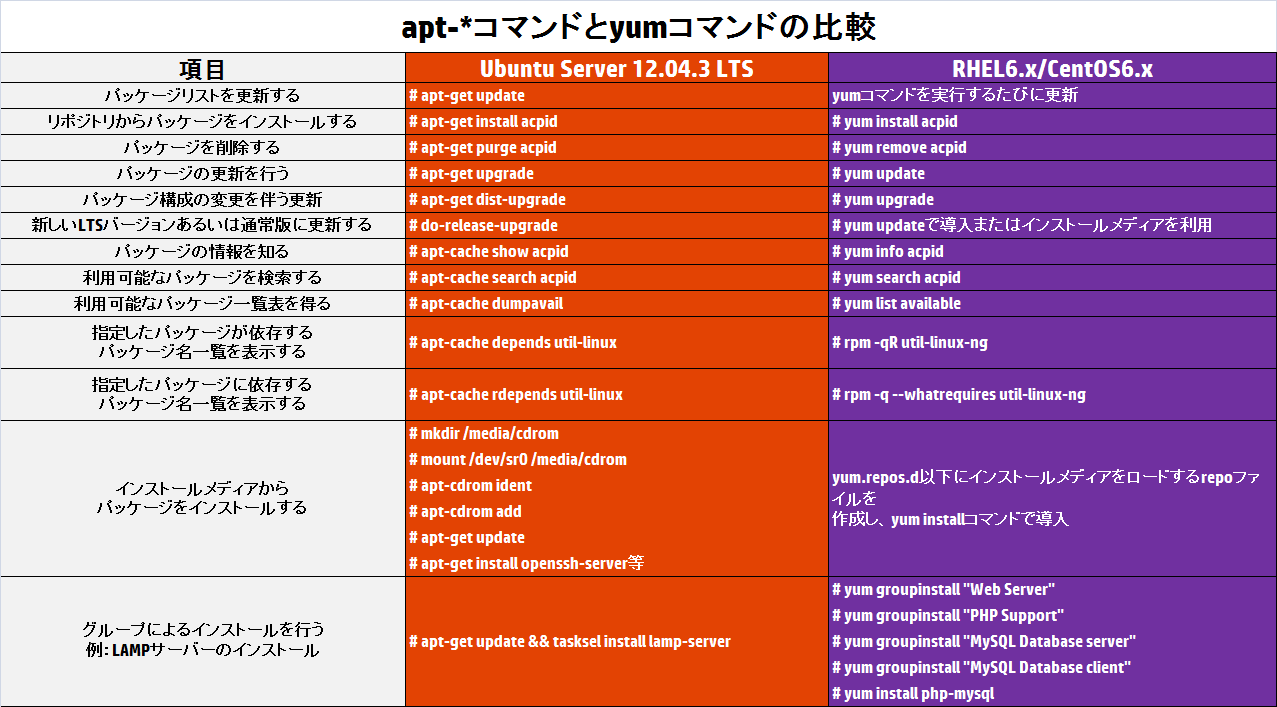 apt-*コマンドとyumコマンドの比較
項目 Ubuntu Server 12.04.3 LTS RHEL6.x/CentOS6.x
パッケージリストを更新する # apt-get update yumコマンドを実行するたびに更新
リポジトリからパッケージをインストールする # apt-get install acpid # yum install acpid
パッケージを削除する # apt-get purge acpid # yum remove acpid
パッケージの更新を行う # apt-get upgrade # yum update
パッケージ構成の変更を伴う更新 # apt-get dist-upgrade # yum upgrade
新しいLTSバージョンあるいは通常版に更新する # do-release-upgrade # yum updateで導入またはインストールメディアを利用
パッケージの情報を知る # apt-cache show acpid # yum info acpid
利用可能なパッケージを検索する # apt-cache search acpid # yum search acpid
利用可能なパッケージ一覧表を得る # apt-cache dumpavail # yum list available
指定したパッケージが依存する
パッケージ名一覧を表示する
# apt-cache depends util-linux
# rpm -qR util-linux-ng
指定したパッケージに依存する
パッケージ名一覧を表示する
# apt-cache rdepends util-linux
# rpm -q --whatrequires util-linux-ng
インストールメディアから
パッケージをインストールする
# mkdir /media/cdrom
# mount /dev/sr0 /media/cdrom
# apt-cdrom ident
# apt-cdrom add
# apt-get update
# apt-get install openssh-server等
yum.repos.d以下にインストールメディアをロードするrepoファ
イルを
作成し、yum installコマンドで導入
グループによるインストールを行う
例：LAMPサーバーのインストール
# apt-get update && tasksel install lamp-server
# yum groupinstall "Web Server"
# yum groupinstall "PHP Support"
# yum groupinstall "MySQL Database server"
# yum groupinstall "MySQL Database client"
# yum install php-mysql